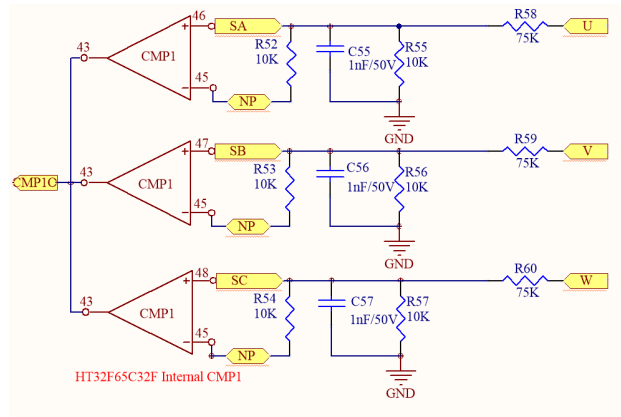 46 SA R58 U
43 CMP1 R52 10K C55 1nF/50V R55 10K 75K
45 NP GND
47 SB R59 V
CMP1O 43 CMP1 R53 10K C56 1nF/50V R56 10K 75K
45 NP GND
48 SC R60 W
43 CMP1 R54 10K C57 1nF/50V R57 10K 75K
45 NP GND
HT32F65C32F Internal CMP1